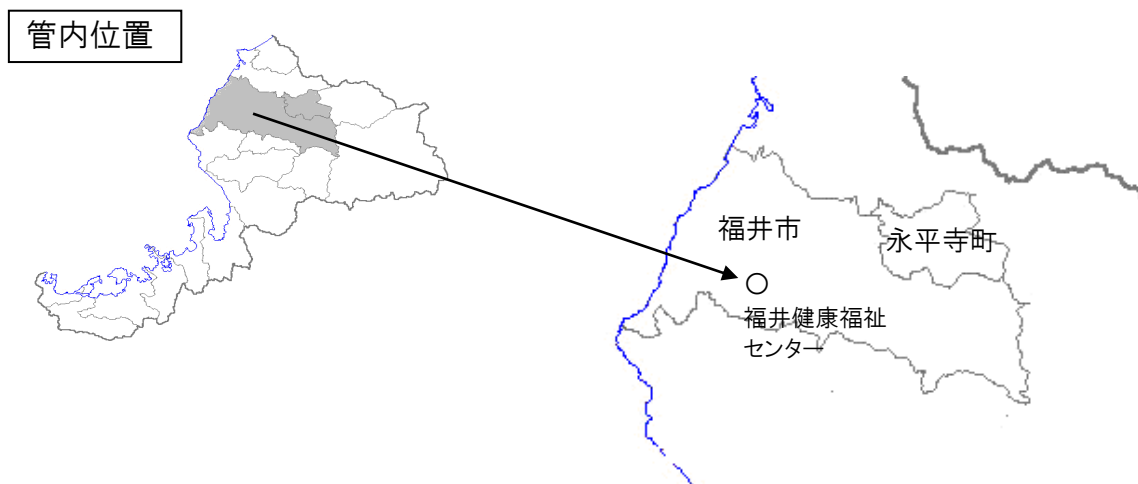 管内位置
福井市
永平寺町
福井健康福祉
センター